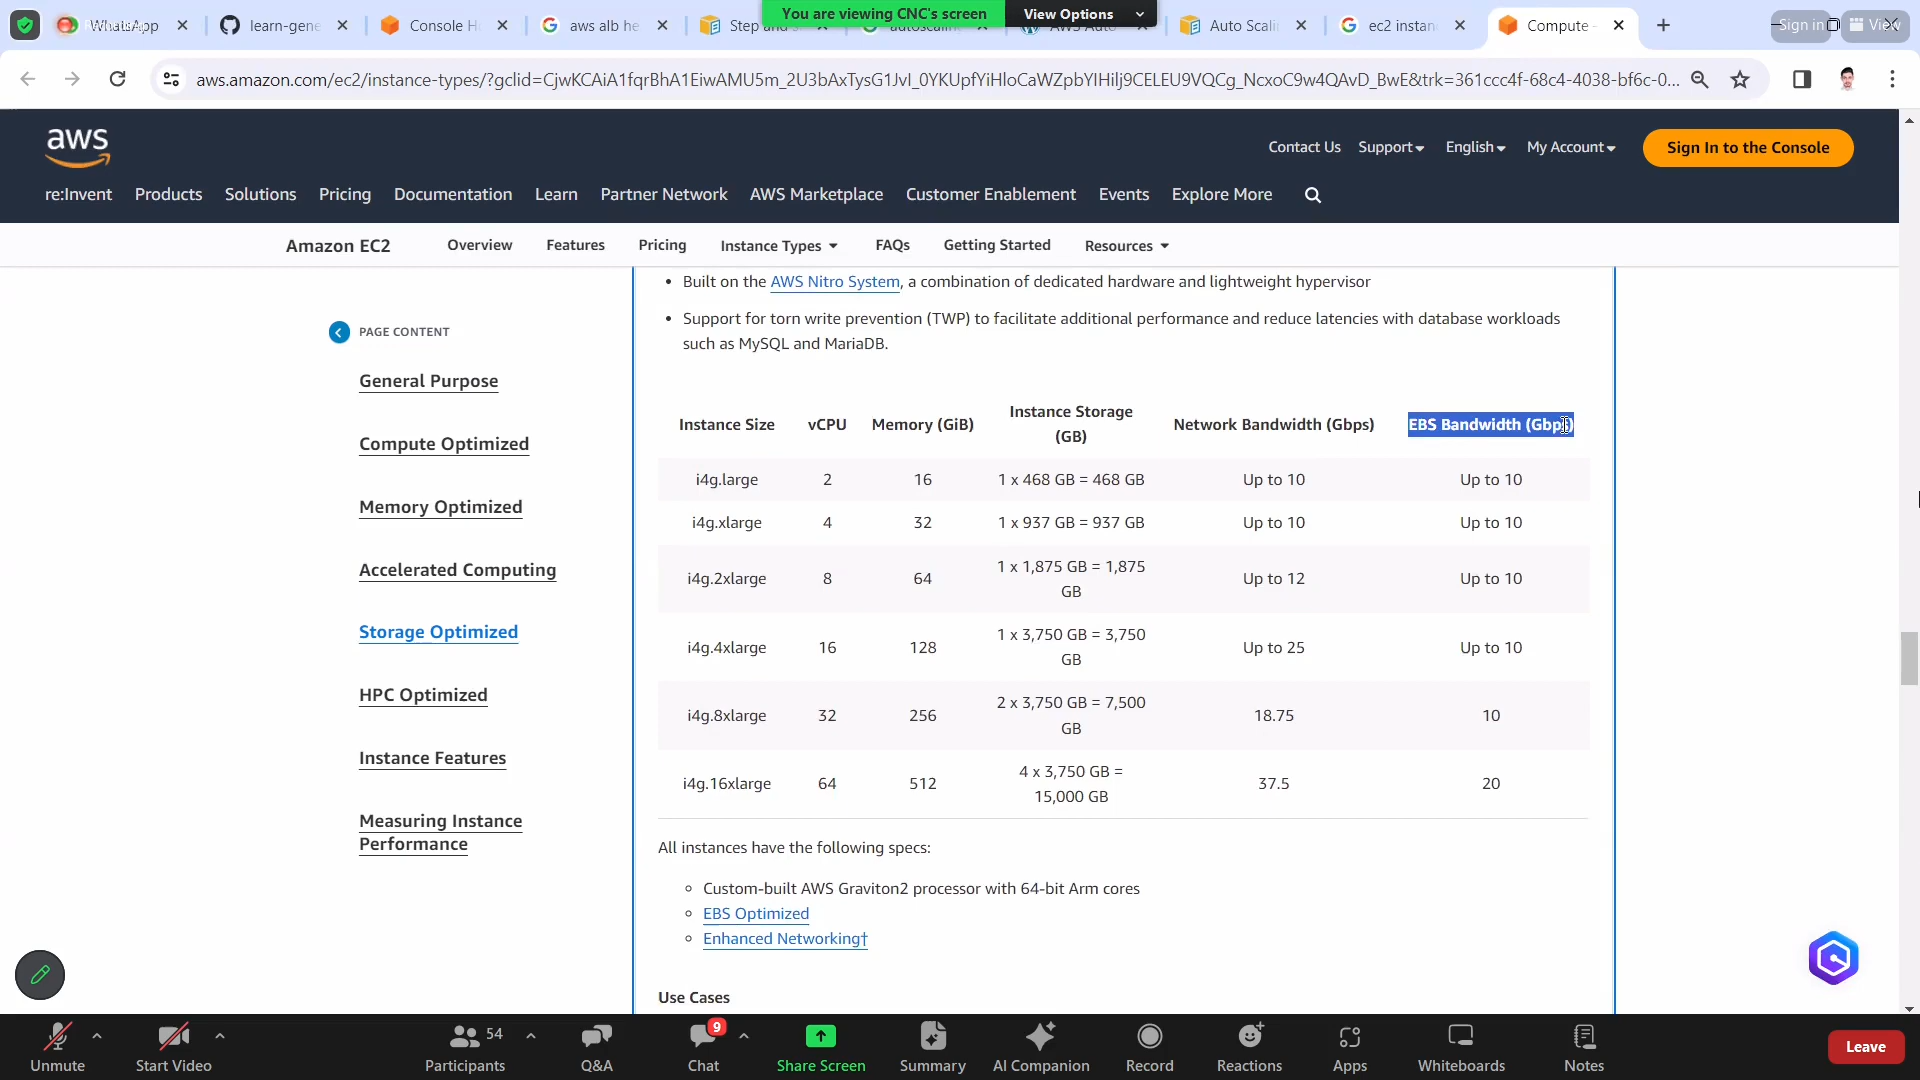 WhatsApp
learn-gene
Console H
aws alb he
Step and s
autoscalin
AWS Auto
Auto Scali
ec2 instan
Compute -
You are viewing CNC's screen
View Options
Sign in
View
aws.amazon.com/ec2/instance-types/?gclid=CjwKCAiA1fqrBhA1EiwAMU5m_2U3bAxTysG1JvI_0YKUpfYiHloCaWZpbYIHiIj9CELEU9VQCg_NcxoC9w4QAvD_BwE&trk=361ccc4f-68c4-4038-bf6c-0...
aws
Contact Us
Support
English
My Account
Sign In to the Console
re:Invent
Products
Solutions
Pricing
Documentation
Learn
Partner Network
AWS Marketplace
Customer Enablement
Events
Explore More
Amazon EC2
Overview
Features
Pricing
Instance Types
FAQs
Getting Started
Resources
PAGE CONTENT
General Purpose
Compute Optimized
Memory Optimized
Accelerated Computing
Storage Optimized
HPC Optimized
Instance Features
Measuring Instance
Performance
• Built on the AWS Nitro System, a combination of dedicated hardware and lightweight hypervisor
• Support for torn write prevention (TWP) to facilitate additional performance and reduce latencies with database workloads
such as MySQL and MariaDB.
Instance Size vCPU Memory (GiB) Instance Storage (GB) Network Bandwidth (Gbps) EBS Bandwidth (Gbps)
i4g.large 2 16 1 x 468 GB = 468 GB Up to 10 Up to 10
i4g.xlarge 4 32 1 x 937 GB = 937 GB Up to 10 Up to 10
i4g.2xlarge 8 64 1 x 1,875 GB = 1,875 GB Up to 12 Up to 10
i4g.4xlarge 16 128 1 x 3,750 GB = 3,750 GB Up to 25 Up to 10
i4g.8xlarge 32 256 2 x 3,750 GB = 7,500 GB 18.75 10
i4g.16xlarge 64 512 4 x 3,750 GB = 15,000 GB 37.5 20
All instances have the following specs:
Custom-built AWS Graviton2 processor with 64-bit Arm cores
EBS Optimized
Enhanced Networking†
Use Cases
Unmute
Start Video
54
Participants
Q&A
9
Chat
Share Screen
Summary
AI Companion
Record
Reactions
Apps
Whiteboards
Notes
Leave